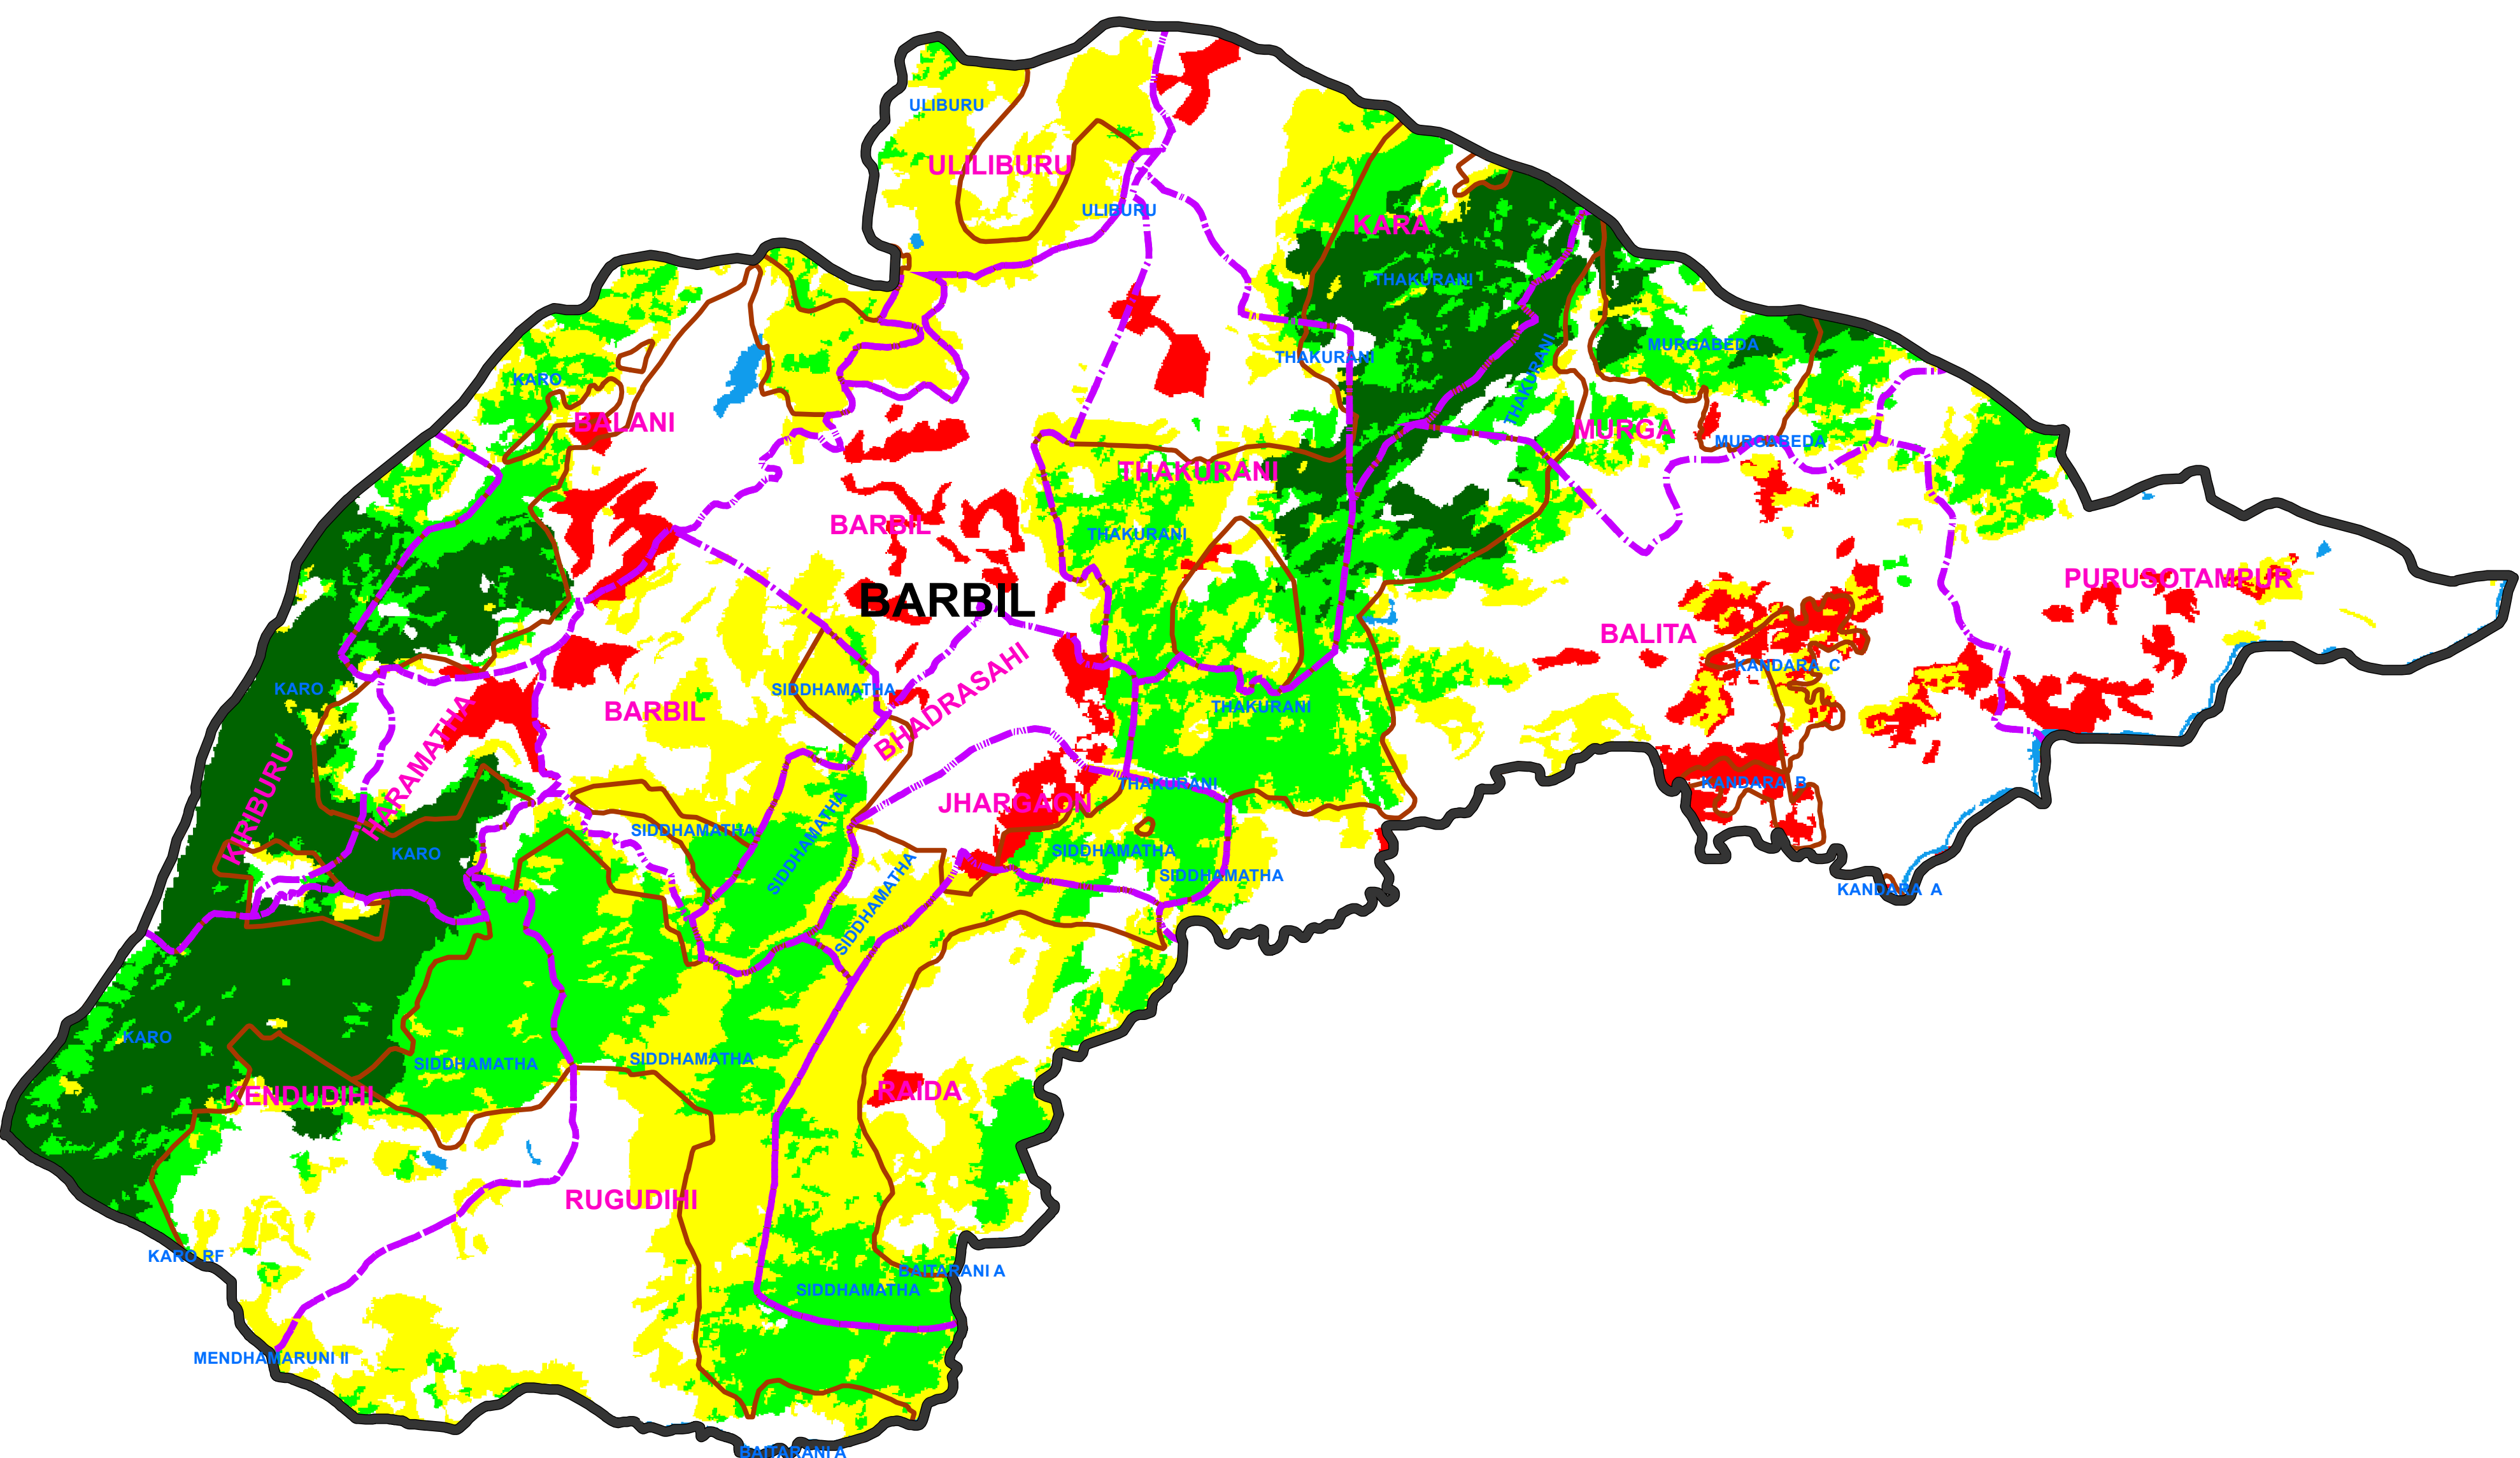 ULIBURU
ULILIBURU
ULIBURU
KARA
THAKURANI
THAKURANI
THAKURANI
MURGABEDA
KARO
BALANI
MURGA
MURGABEDA
THAKURANI
BARBIL
THAKURANI
PURUSOTAMPUR
BARBIL
BALITA
KANDARA C
KARO
SIDDHAMATHA
BHADRASAHI
BARBIL
THAKURANI
HARAMATHA
KIRIBURU
THAKURANI
KANDARA B
JHARGAON
SIDDHAMATHA
SIDDHAMATHA
KARO
SIDDHAMATHA
SIDDHAMATHA
SIDDHAMATHA
KANDARA A
KARO
SIDDHAMATHA
SIDDHAMATHA
KENDUDIHI
RAIDA
RUGUDIHI
KARO RF
BAITARANI A
SIDDHAMATHA
MENDHAMARUNI II
BAITARANI A